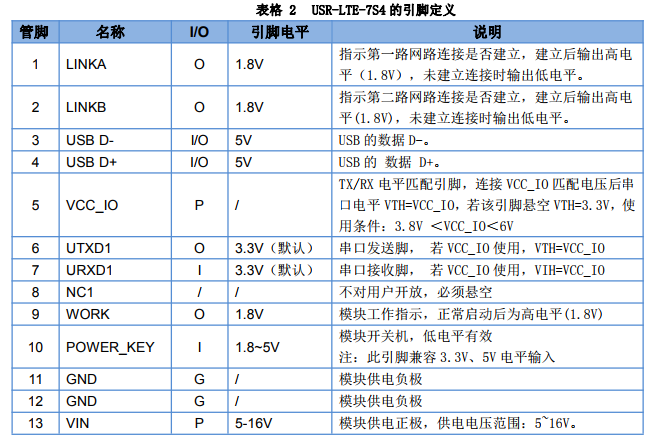 表格 2 USR-LTE-7S4 的引脚定义
管脚 名称 I/O 引脚电平 说明
1 LINKA O 1.8V 指示第一路网路连接是否建立，建立后输出高电
平（1.8V），未建立连接时输出低电平。
2 LINKB O 1.8V 指示第二路网路连接是否建立，建立后输出高电
平(1.8V),未建立连接时输出低电平。
3 USB D- I/O 5V USB 的数据 D-。
4 USB D+ I/O 5V USB 的 数据 D+。
5 VCC_IO P / TX/RX 电平匹配引脚，连接 VCC_IO 匹配电压后串
口电平 VTH=VCC_IO，若该引脚悬空 VTH=3.3V，使
用条件：3.8V ＜VCC_IO＜6V
6 UTXD1 O 3.3V（默认） 串口发送脚， 若 VCC_IO 使用，VTH=VCC_IO
7 URXD1 I 3.3V（默认） 串口接收脚， 若 VCC_IO 使用，VIH=VCC_IO
8 NC1 / / 不对用户开放，必须悬空
9 WORK O 1.8V 模块工作指示，正常启动后为高电平(1.8V)
10 POWER_KEY I 1.8~5V 模块开关机，低电平有效
注：此引脚兼容 3.3V、5V 电平输入
11 GND G / 模块供电负极
12 GND G / 模块供电负极
13 VIN P 5-16V 模块供电正极，供电电压范围：5~16V。